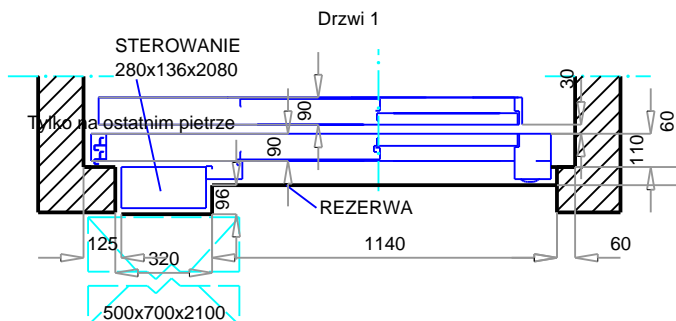 Drzwi 1
STEROWANIE
280x136x2080
Tylko na ostatnim pietrze
90
90
30
60
110
96
REZERWA
125
320
1140
60
500x700x2100